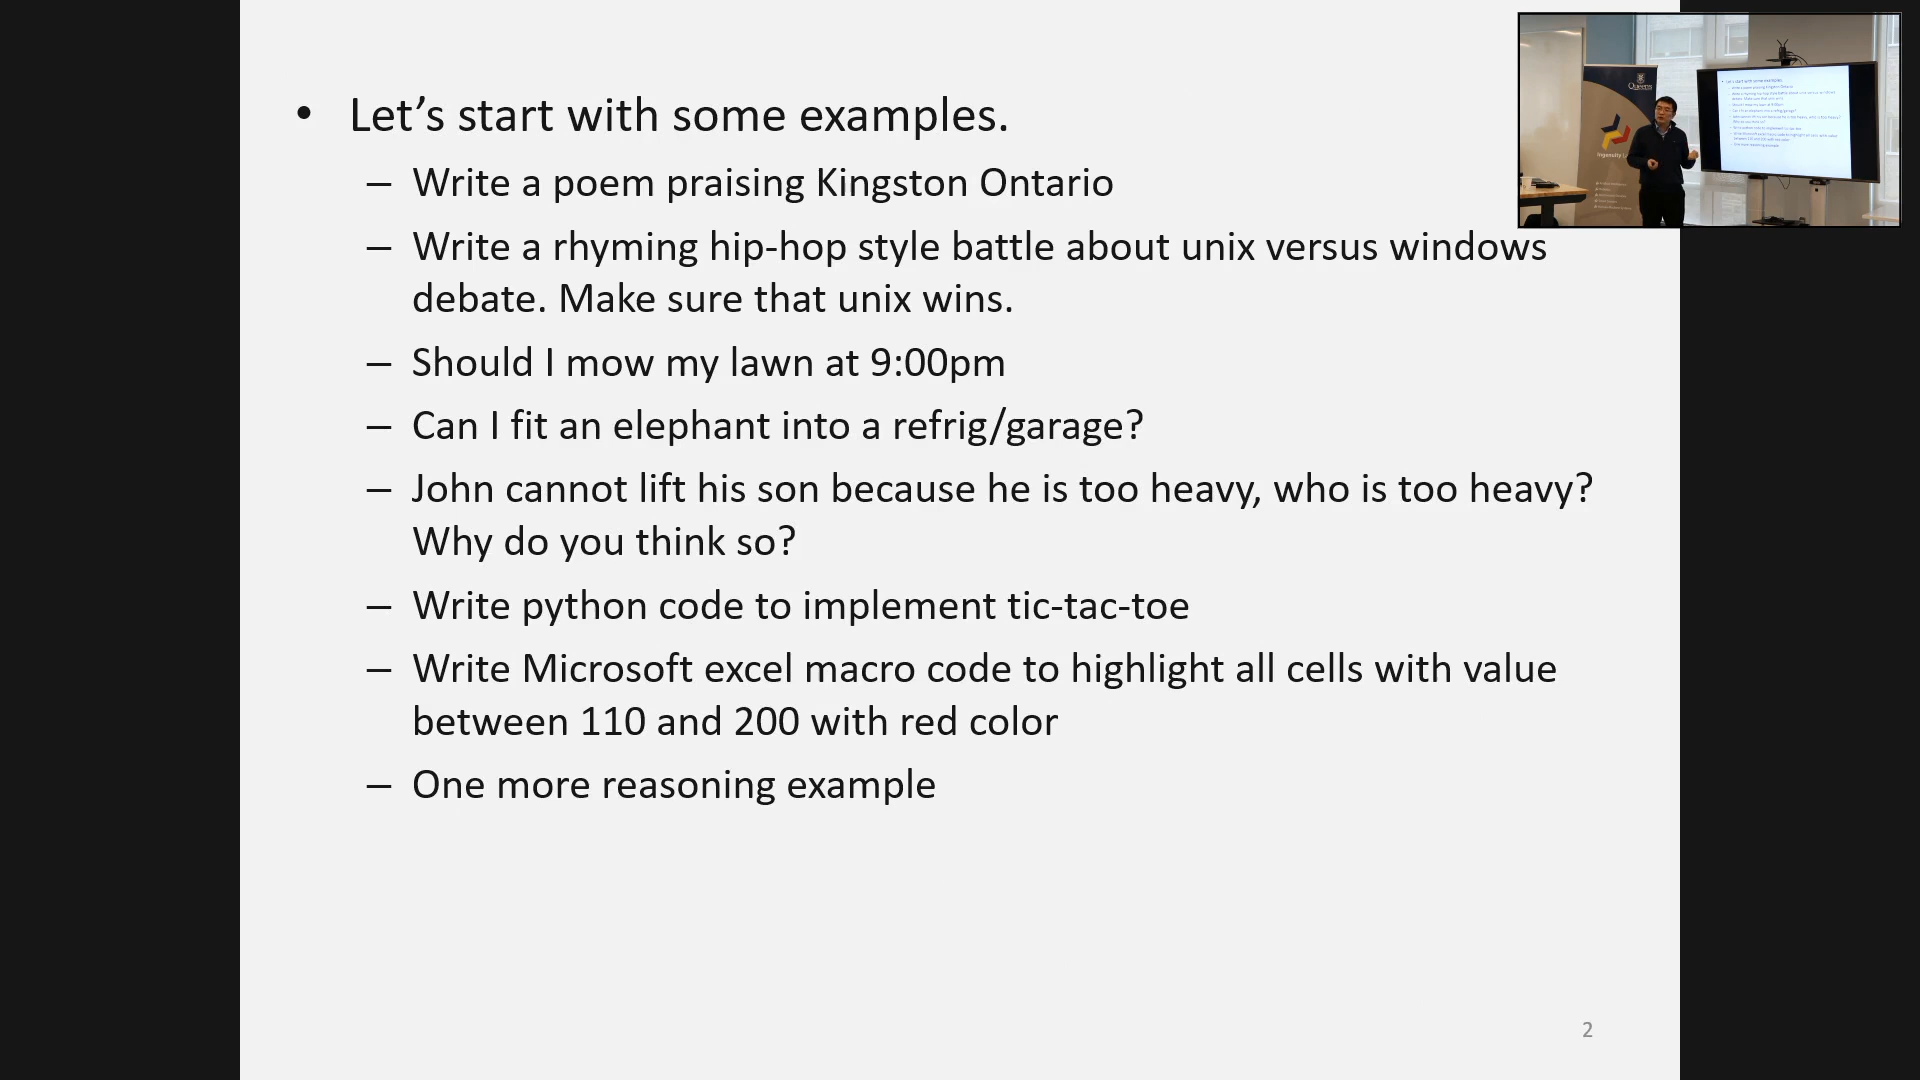 • Let’s start with some examples.
– Write a poem praising Kingston Ontario
– Write a rhyming hip-hop style battle about unix versus windows
debate. Make sure that unix wins.
– Should I mow my lawn at 9:00pm
– Can I fit an elephant into a refrig/garage?
– John cannot lift his son because he is too heavy, who is too heavy?
Why do you think so?
– Write python code to implement tic-tac-toe
– Write Microsoft excel macro code to highlight all cells with value
between 110 and 200 with red color
– One more reasoning example
2
Queen's
Ingenuity